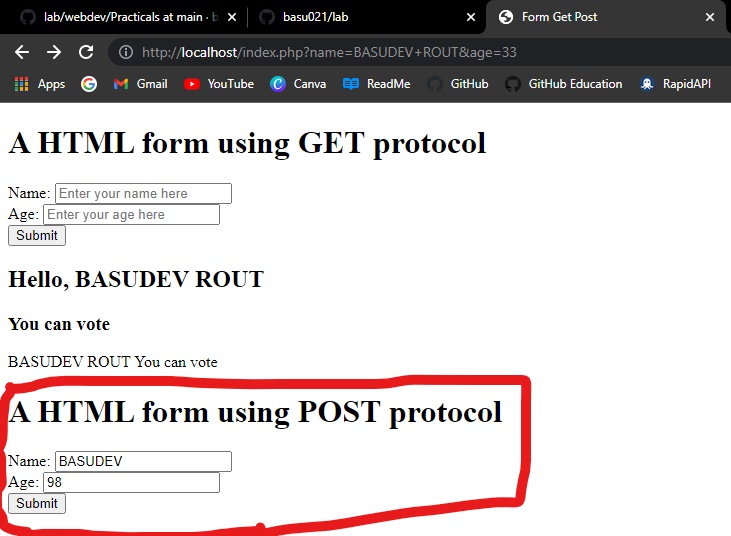 lab/webdev/Practicals at main · b
basu021/lab
Form Get Post
http://localhost/index.php?name=BASUDEV+ROUT&age=33
Apps Gmail YouTube Canva ReadMe GitHub GitHub Education RapidAPI
A HTML form using GET protocol
Name: Enter your name here
Age: Enter your age here
Submit
Hello, BASUDEV ROUT
You can vote
BASUDEV ROUT You can vote
A HTML form using POST protocol
Name: BASUDEV
Age: 98
Submit